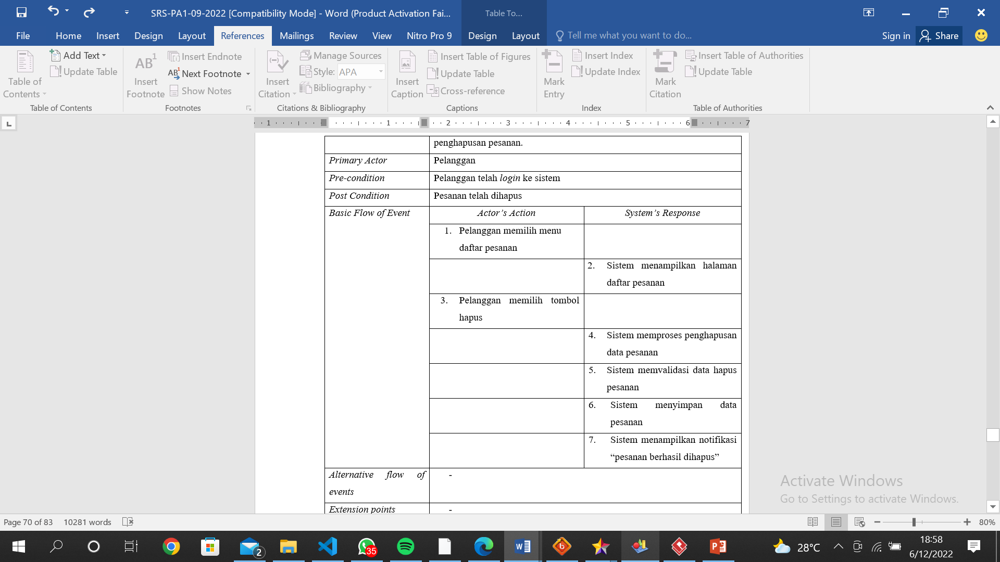 SRS-PA1-09-2022 [Compatibility Mode] - Word (Product Activation Fai...
Table To...
File Home Insert Design Layout References Mailings Review View Nitro Pro 9 Design Layout Tell me what you want to do... Sign in Share
Table of Contents
Add Text
Update Table
Table of Contents
AB1
Insert Footnote
Insert Endnote
AB1 Next Footnote
Show Notes
Footnotes
Insert Citation
Manage Sources
Style: APA
Bibliography
Citations & Bibliography
Insert Caption
Insert Table of Figures
Update Table
Cross-reference
Captions
Mark Entry
Insert Index
Update Index
Index
Mark Citation
Insert Table of Authorities
Update Table
Table of Authorities
L
1 1 2 3 4 5 6 7
penghapusan pesanan.
Primary Actor Pelanggan
Pre-condition Pelanggan telah login ke sistem
Post Condition Pesanan telah dihapus
Basic Flow of Event Actor’s Action System’s Response
1. Pelanggan memilih menu
daftar pesanan
2. Sistem menampilkan halaman
daftar pesanan
3. Pelanggan memilih tombol
hapus
4. Sistem memproses penghapusan
data pesanan
5. Sistem memvalidasi data hapus
pesanan
6. Sistem menyimpan data
pesanan
7. Sistem menampilkan notifikasi
“pesanan berhasil dihapus”
Alternative flow of -
events
Extension points -
Activate Windows
Go to Settings to activate Windows.
Page 70 of 83 10281 words 80%
2 35 28°C 18:58
6/12/2022